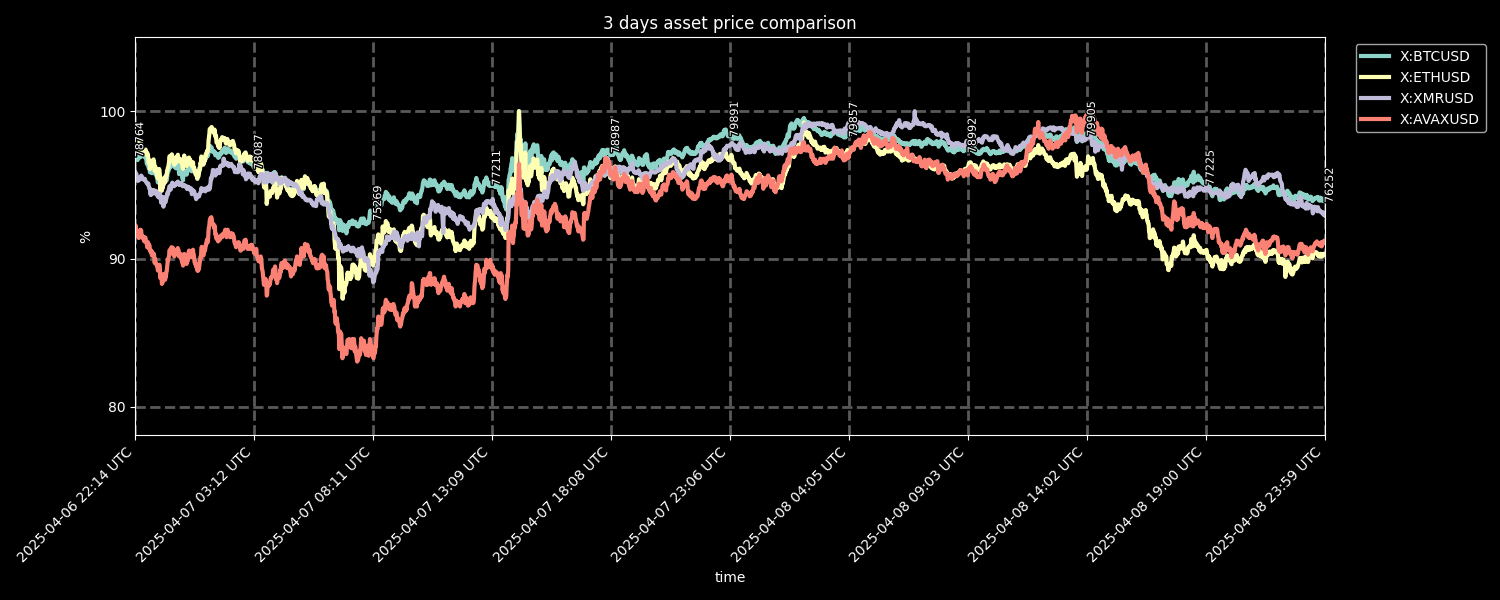 3 days asset price comparison
X:BTCUSD
X:ETHUSD
X:XMRUSD
X:AVAXUSD
100
90
80
%
78764
78087
75269
77211
78987
79891
79857
78992
79905
77225
76252
2025-04-06 22:14 UTC
2025-04-07 03:12 UTC
2025-04-07 08:11 UTC
2025-04-07 13:09 UTC
2025-04-07 18:08 UTC
2025-04-07 23:06 UTC
2025-04-08 04:05 UTC
2025-04-08 09:03 UTC
2025-04-08 14:02 UTC
2025-04-08 19:00 UTC
2025-04-08 23:59 UTC
time